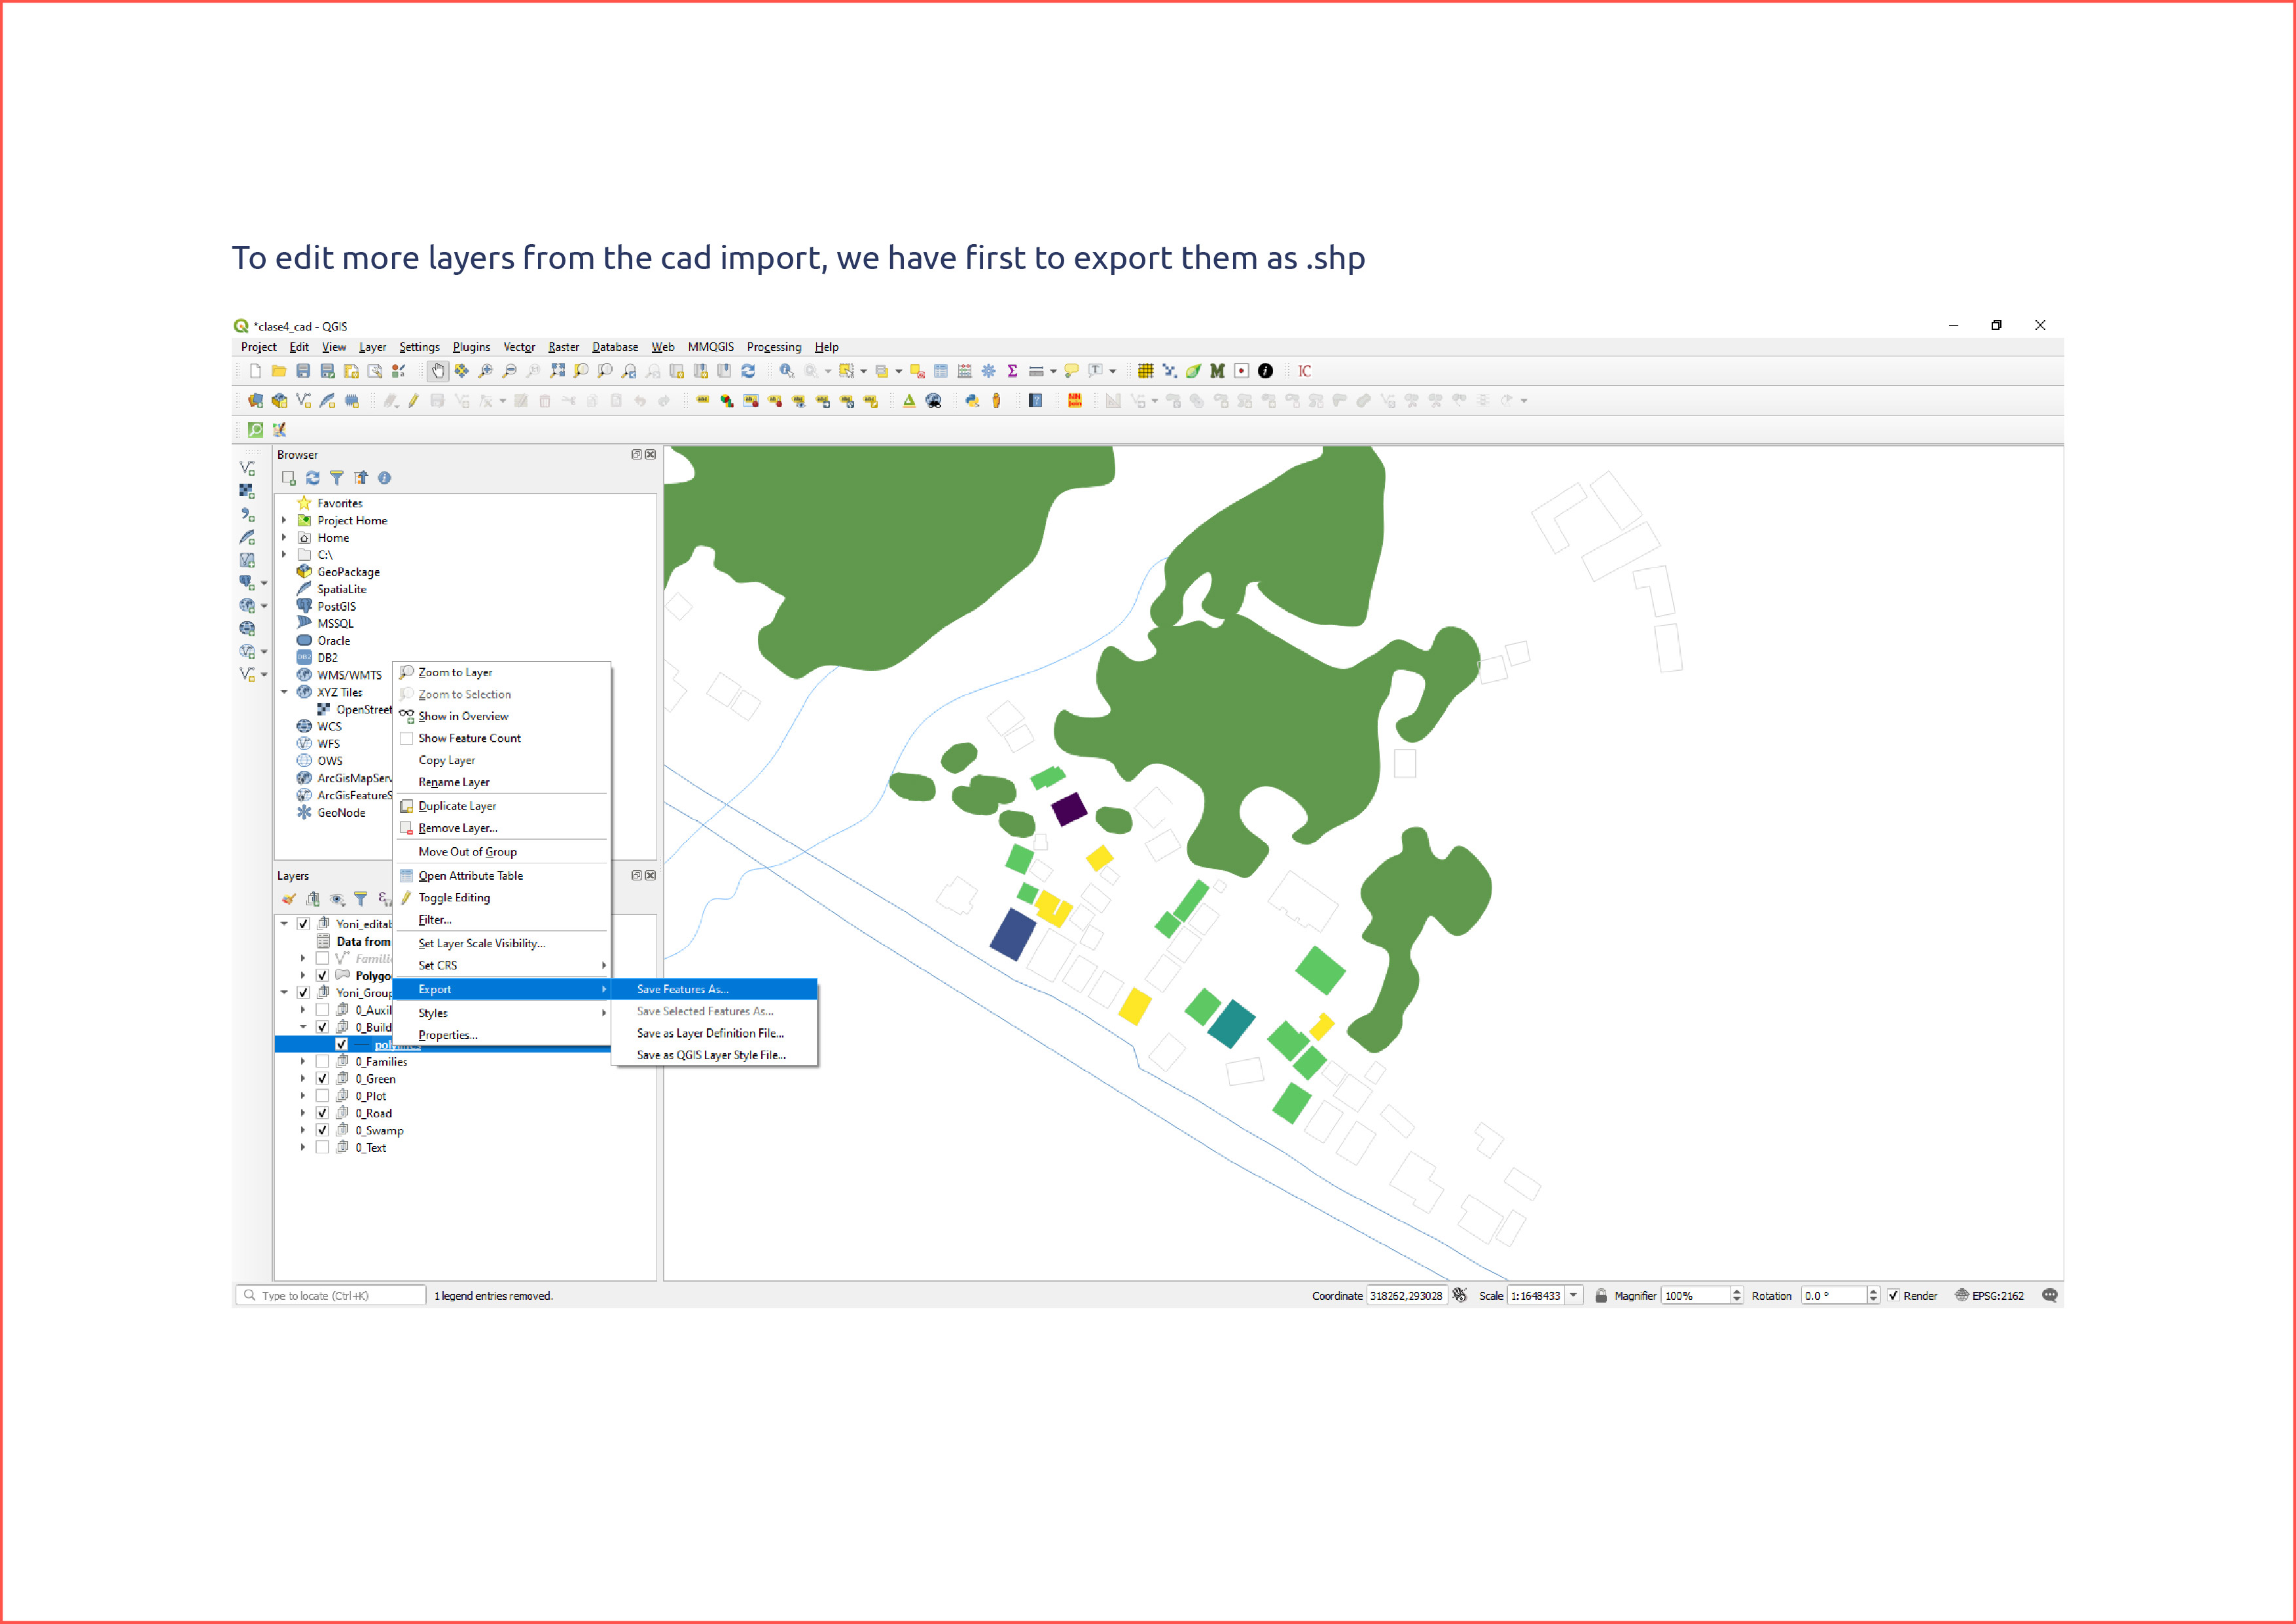 To edit more layers from the cad import, we have first to export them as .shp
*clase4_cad - QGIS
Project Edit View Layer Settings Plugins Vector Raster Database Web MMQGIS Processing Help
IC
Browser
Favorites
Project Home
Home
C:\
GeoPackage
SpatiaLite
PostGIS
MSSQL
Oracle
DB2
WMS/WMTS
XYZ Tiles
OpenStreet
WCS
WFS
OWS
ArcGisMapServ
ArcGisFeatureS
GeoNode
Zoom to Layer
Zoom to Selection
Show in Overview
Show Feature Count
Copy Layer
Rename Layer
Duplicate Layer
Remove Layer...
Move Out of Group
Open Attribute Table
Toggle Editing
Filter...
Set Layer Scale Visibility...
Set CRS
Export
Styles
Properties...
Save Features As...
Save Selected Features As...
Save as Layer Definition File...
Save as QGIS Layer Style File...
Layers
Yoni_editab
Data from
Famili
Polygo
Yoni_Group
0_Auxil
0_Build
0_Families
0_Green
0_Plot
0_Road
0_Swamp
0_Text
Type to locate (Ctrl+K) 1 legend entries removed. Coordinate 318262,293028 Scale 1:1648433 Magnifier 100% Rotation 0.0 ° Render EPSG:2162